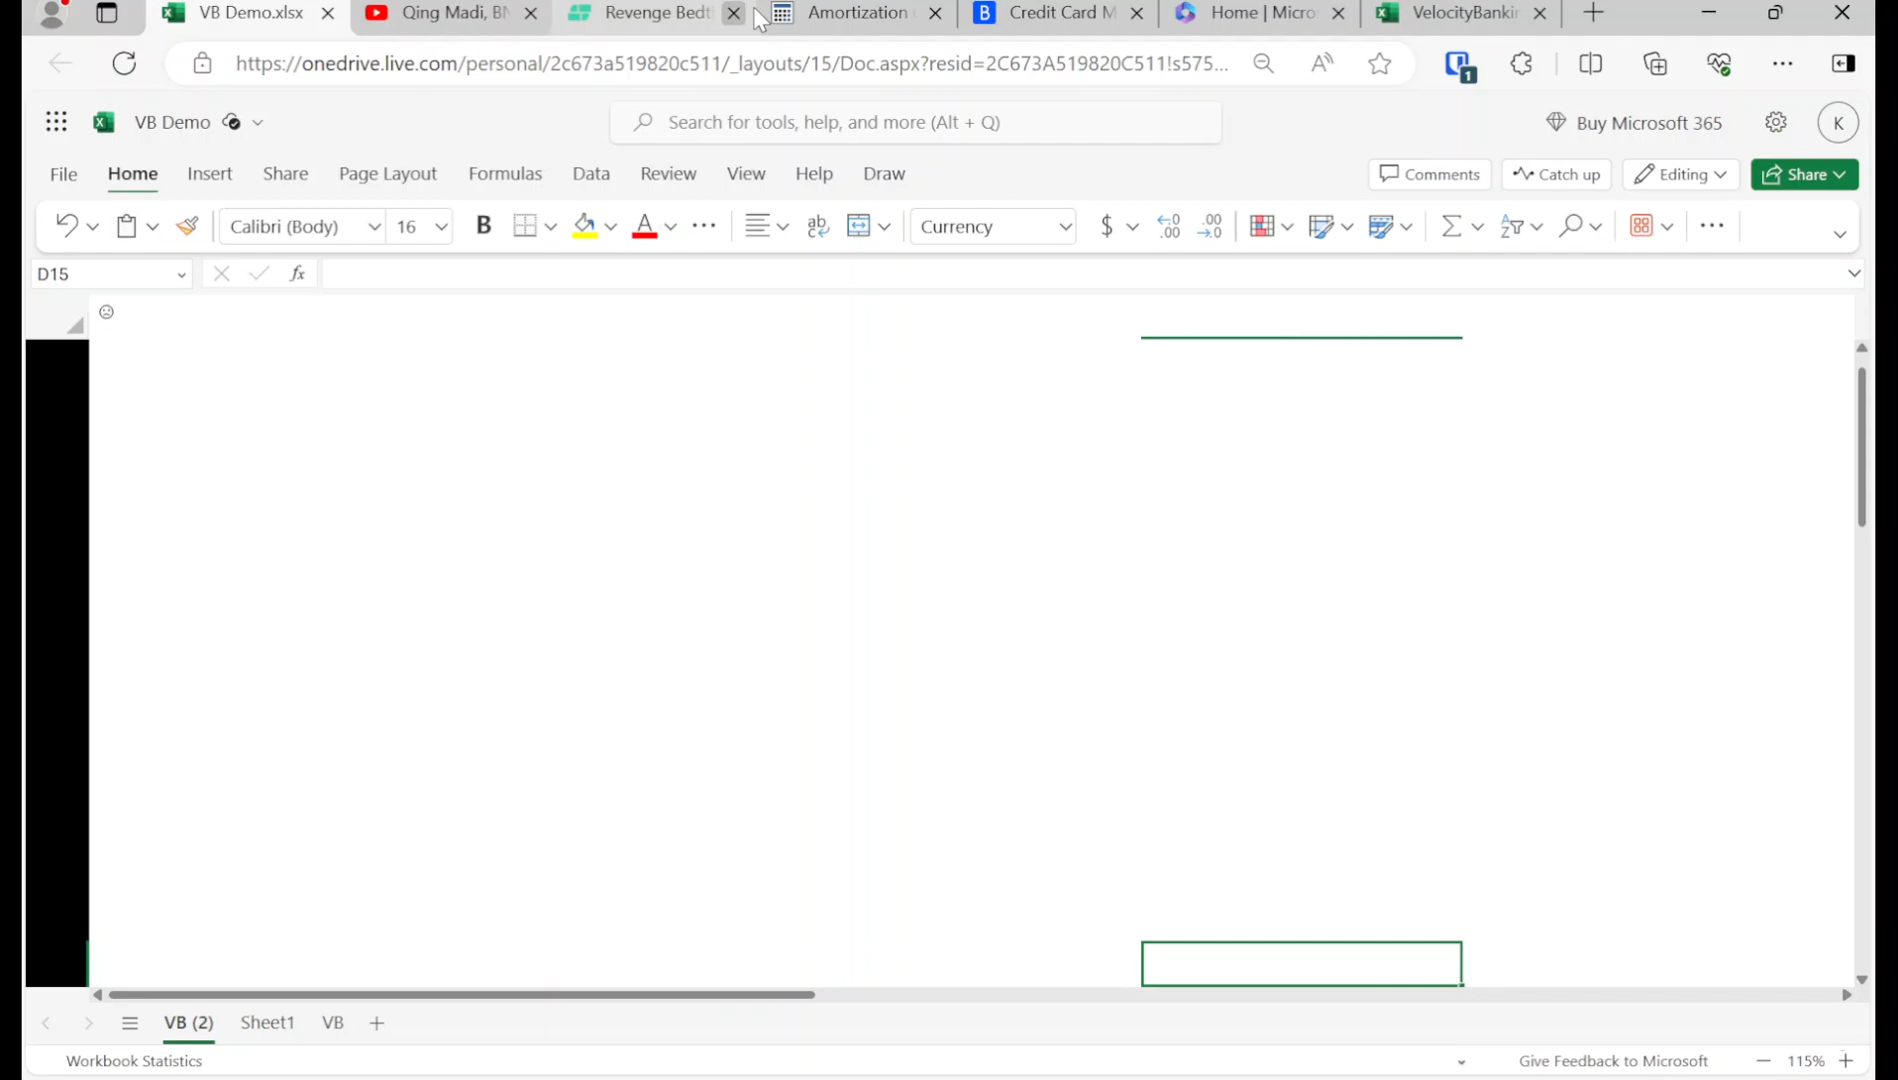 VB Demo.xlsx
Qing Madi, BN
Revenge Bedt
Amortization
Credit Card M
Home | Micro
VelocityBankin
https://onedrive.live.com/personal/2c673a519820c511/_layouts/15/Doc.aspx?resid=2C673A519820C511!s575...
1
VB Demo
Search for tools, help, and more (Alt + Q)
Buy Microsoft 365
K
File
Home
Insert
Share
Page Layout
Formulas
Data
Review
View
Help
Draw
Comments
Catch up
Editing
Share
Calibri (Body)
16
B
A
ab
Currency
$
D15
fx
VB (2)
Sheet1
VB
Workbook Statistics
Give Feedback to Microsoft
115%